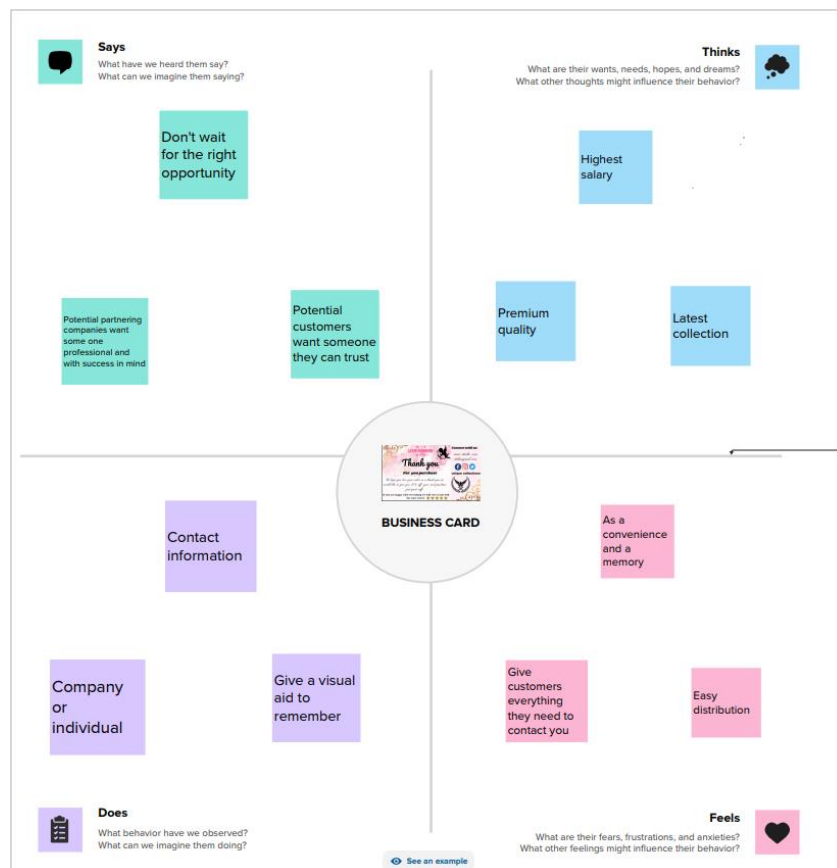 Says
What have we heard them say?
What can we imagine them saying?
Thinks
What are their wants, needs, hopes, and dreams?
What other thoughts might influence their behavior?
Don't wait
for the right
opportunity
Highest
salary
Potential partnering
companies want
some one
professional and
with success in mind
Potential
customers
want someone
they can trust
Premium
quality
Latest
collection
Thank you
BUSINESS CARD
Contact
information
As a
convenience
and a
memory
Company
or
individual
Give a visual
aid to
remember
Give
customers
everything
they need to
contact you
Easy
distribution
Does
What behavior have we observed?
What can we imagine them doing?
Feels
What are their fears, frustrations, and anxieties?
What other feelings might influence their behavior?
See an example